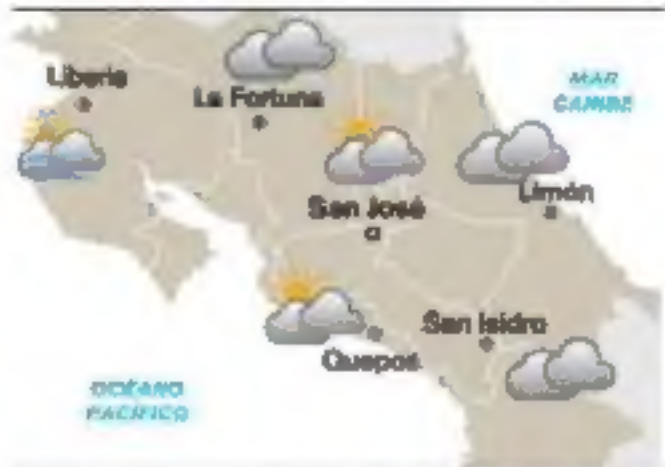 Liberia
La Fortuna
MAR
CARIBE
San José
Limón
San Isidro
Quepos
OCÉANO
PACÍFICO